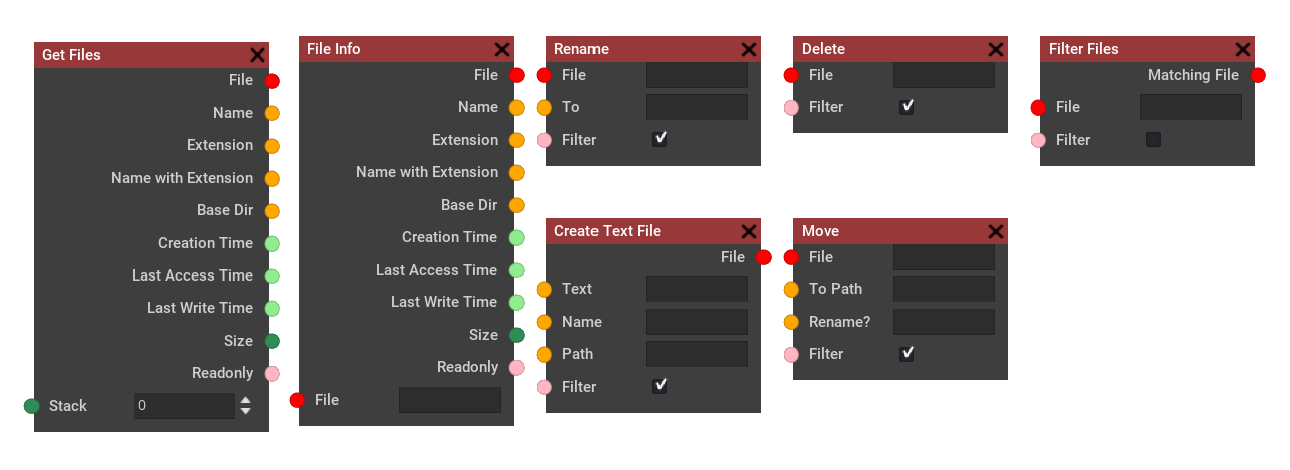 Get Files
File
Name
Extension
Name with Extension
Base Dir
Creation Time
Last Access Time
Last Write Time
Size
Readonly
Stack 0
File Info
File
Name
Extension
Name with Extension
Base Dir
Creation Time
Last Access Time
Last Write Time
Size
Readonly
File
Rename
File
To
Filter
Delete
File
Filter
Filter Files
Matching File
File
Filter
Create Text File
File
Text
Name
Path
Filter
Move
File
To Path
Rename?
Filter